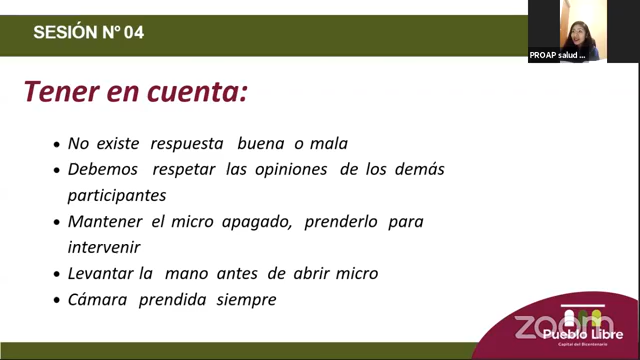 SESIÓN Nº 04
PROAP salud ...
Tener en cuenta:
No existe respuesta buena o mala
Debemos respetar las opiniones de los demás
participantes
Mantener el micro apagado, prenderlo para
intervenir
Levantar la mano antes de abrir micro
Cámara prendida siempre
zoom
Pueblo Libre
Capital del Bicentenario